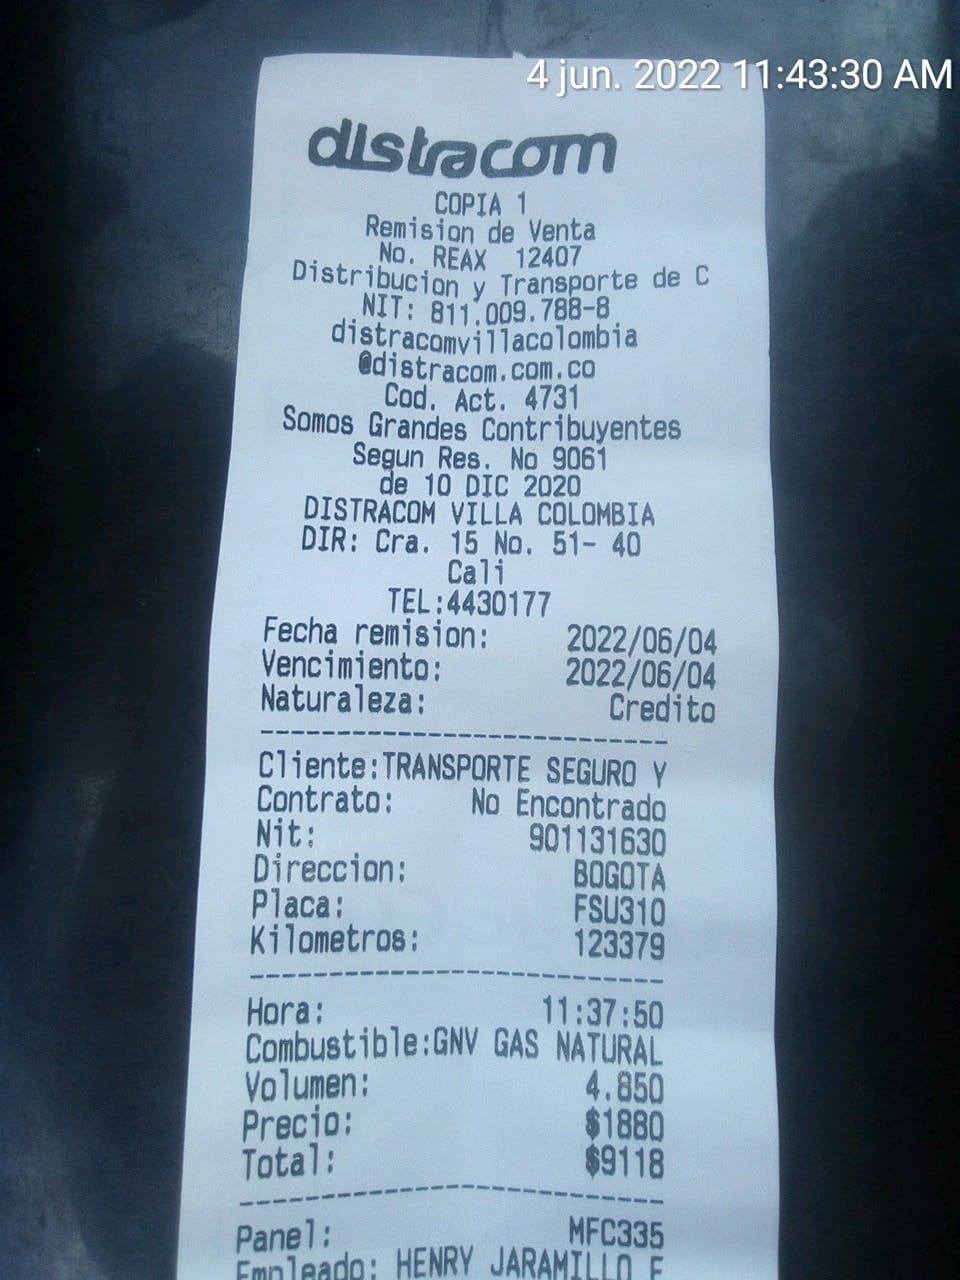 4 jun. 2022 11:43:30 AM
distracom
COPIA 1
Remision de Venta
No. REAX 12407
Distribucion y Transporte de C
NIT: 811.009.788-8
distracomvillacolombia
@distracom.com.co
Cod. Act. 4731
Somos Grandes Contribuyentes
Segun Res. No 9061
de 10 DIC 2020
DISTRACOM VILLA COLOMBIA
DIR: Cra. 15 No. 51- 40
Cali
TEL:4430177
Fecha remision: 2022/06/04
Vencimiento: 2022/06/04
Naturaleza: Credito
Cliente:TRANSPORTE SEGURO Y
Contrato: No Encontrado
Nit: 901131630
Direccion: BOGOTA
Placa: FSU310
Kilometros: 123379
Hora: 11:37:50
Combustible:GNV GAS NATURAL
Volumen: 4.850
Precio: $1880
Total: $9118
Panel: MFC335
Empleado: HENRY JARAMILLO F